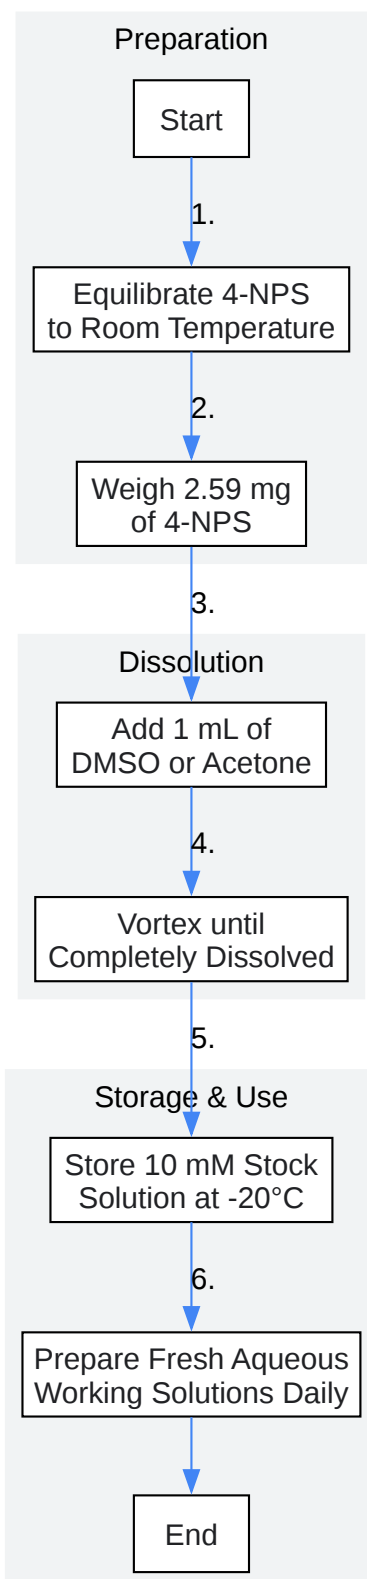 Preparation
Start
1.
Equilibrate 4-NPS
to Room Temperature
2.
Weigh 2.59 mg
of 4-NPS
3.
Dissolution
Add 1 mL of
DMSO or Acetone
4.
Vortex until
Completely Dissolved
5.
Storage & Use
Store 10 mM Stock
Solution at -20°C
6.
Prepare Fresh Aqueous
Working Solutions Daily
End